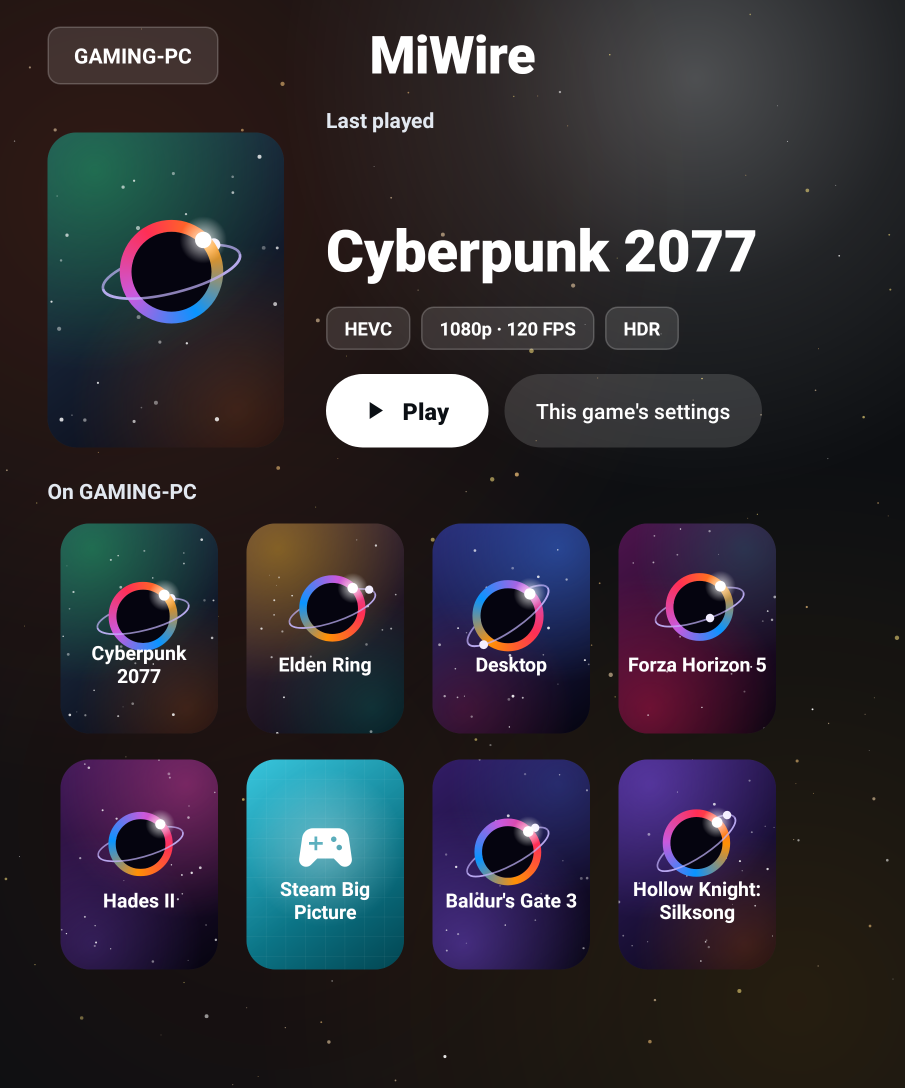 GAMING-PC
MiWire
Last played
Cyberpunk 2077
HEVC
1080p · 120 FPS
HDR
Play
This game's settings
On GAMING-PC
Cyberpunk
2077
Elden Ring
Desktop
Forza Horizon 5
Hades II
Steam Big
Picture
Baldur's Gate 3
Hollow Knight:
Silksong